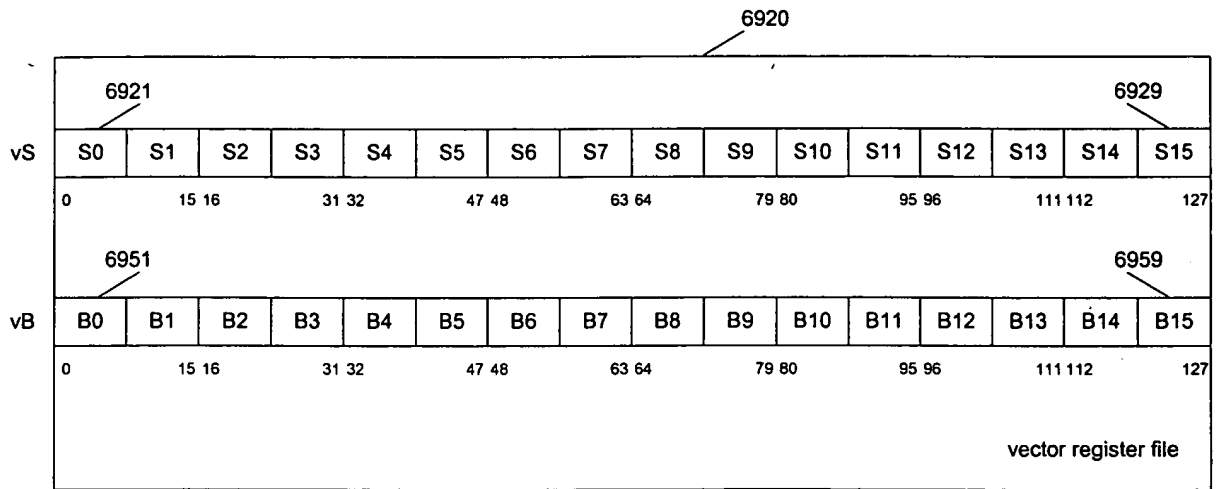 6920
6921 6929
vS S0 S1 S2 S3 S4 S5 S6 S7 S8 S9 S10 S11 S12 S13 S14 S15
0 15 16 31 32 47 48 63 64 79 80 95 96 111 112 127
6951 6959
vB B0 B1 B2 B3 B4 B5 B6 B7 B8 B9 B10 B11 B12 B13 B14 B15
0 15 16 31 32 47 48 63 64 79 80 95 96 111 112 127
vector register file